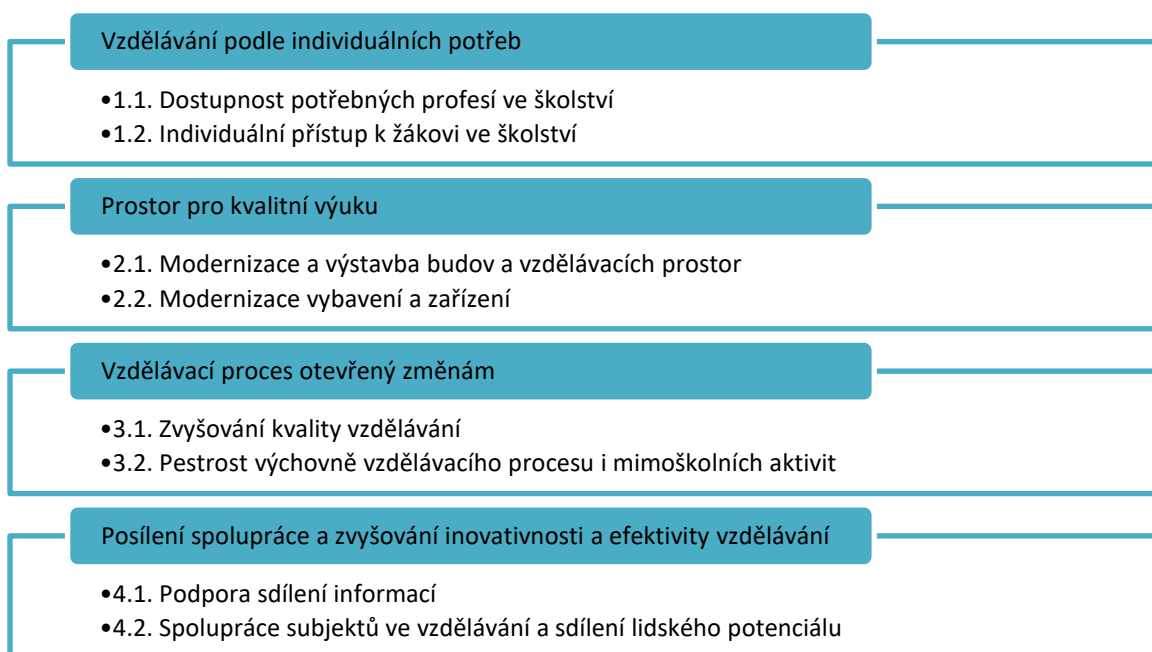 Vzdělávání podle individuálních potřeb
•1.1. Dostupnost potřebných profesí ve školství
•1.2. Individuální přístup k žákovi ve školství
Prostor pro kvalitní výuku
•2.1. Modernizace a výstavba budov a vzdělávacích prostor
•2.2. Modernizace vybavení a zařízení
Vzdělávací proces otevřený změnám
•3.1. Zvyšování kvality vzdělávání
•3.2. Pestrost výchovně vzdělávacího procesu i mimoškolních aktivit
Posílení spolupráce a zvyšování inovativnosti a efektivity vzdělávání
•4.1. Podpora sdílení informací
•4.2. Spolupráce subjektů ve vzdělávání a sdílení lidského potenciálu